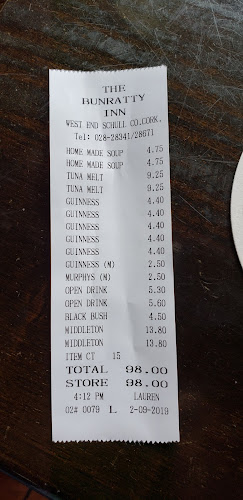 THE
BUNRATTY
INN
WEST END SCHULL CO.CORK.
Tel: 028-28341/28671
HOME MADE SOUP 4.75
HOME MADE SOUP 4.75
TUNA MELT 9.25
TUNA MELT 9.25
GUINNESS 4.40
GUINNESS 4.40
GUINNESS 4.40
GUINNESS 4.40
GUINNESS 4.40
GUINNESS (M) 2.50
MURPHYS (M) 2.50
OPEN DRINK 5.30
OPEN DRINK 5.60
BLACK BUSH 4.50
MIDDLETON 13.80
MIDDLETON 13.80
ITEM CT 15
TOTAL 98.00
STORE 98.00
4:12 PM LAUREN
02# 0079 L 2-09-2019